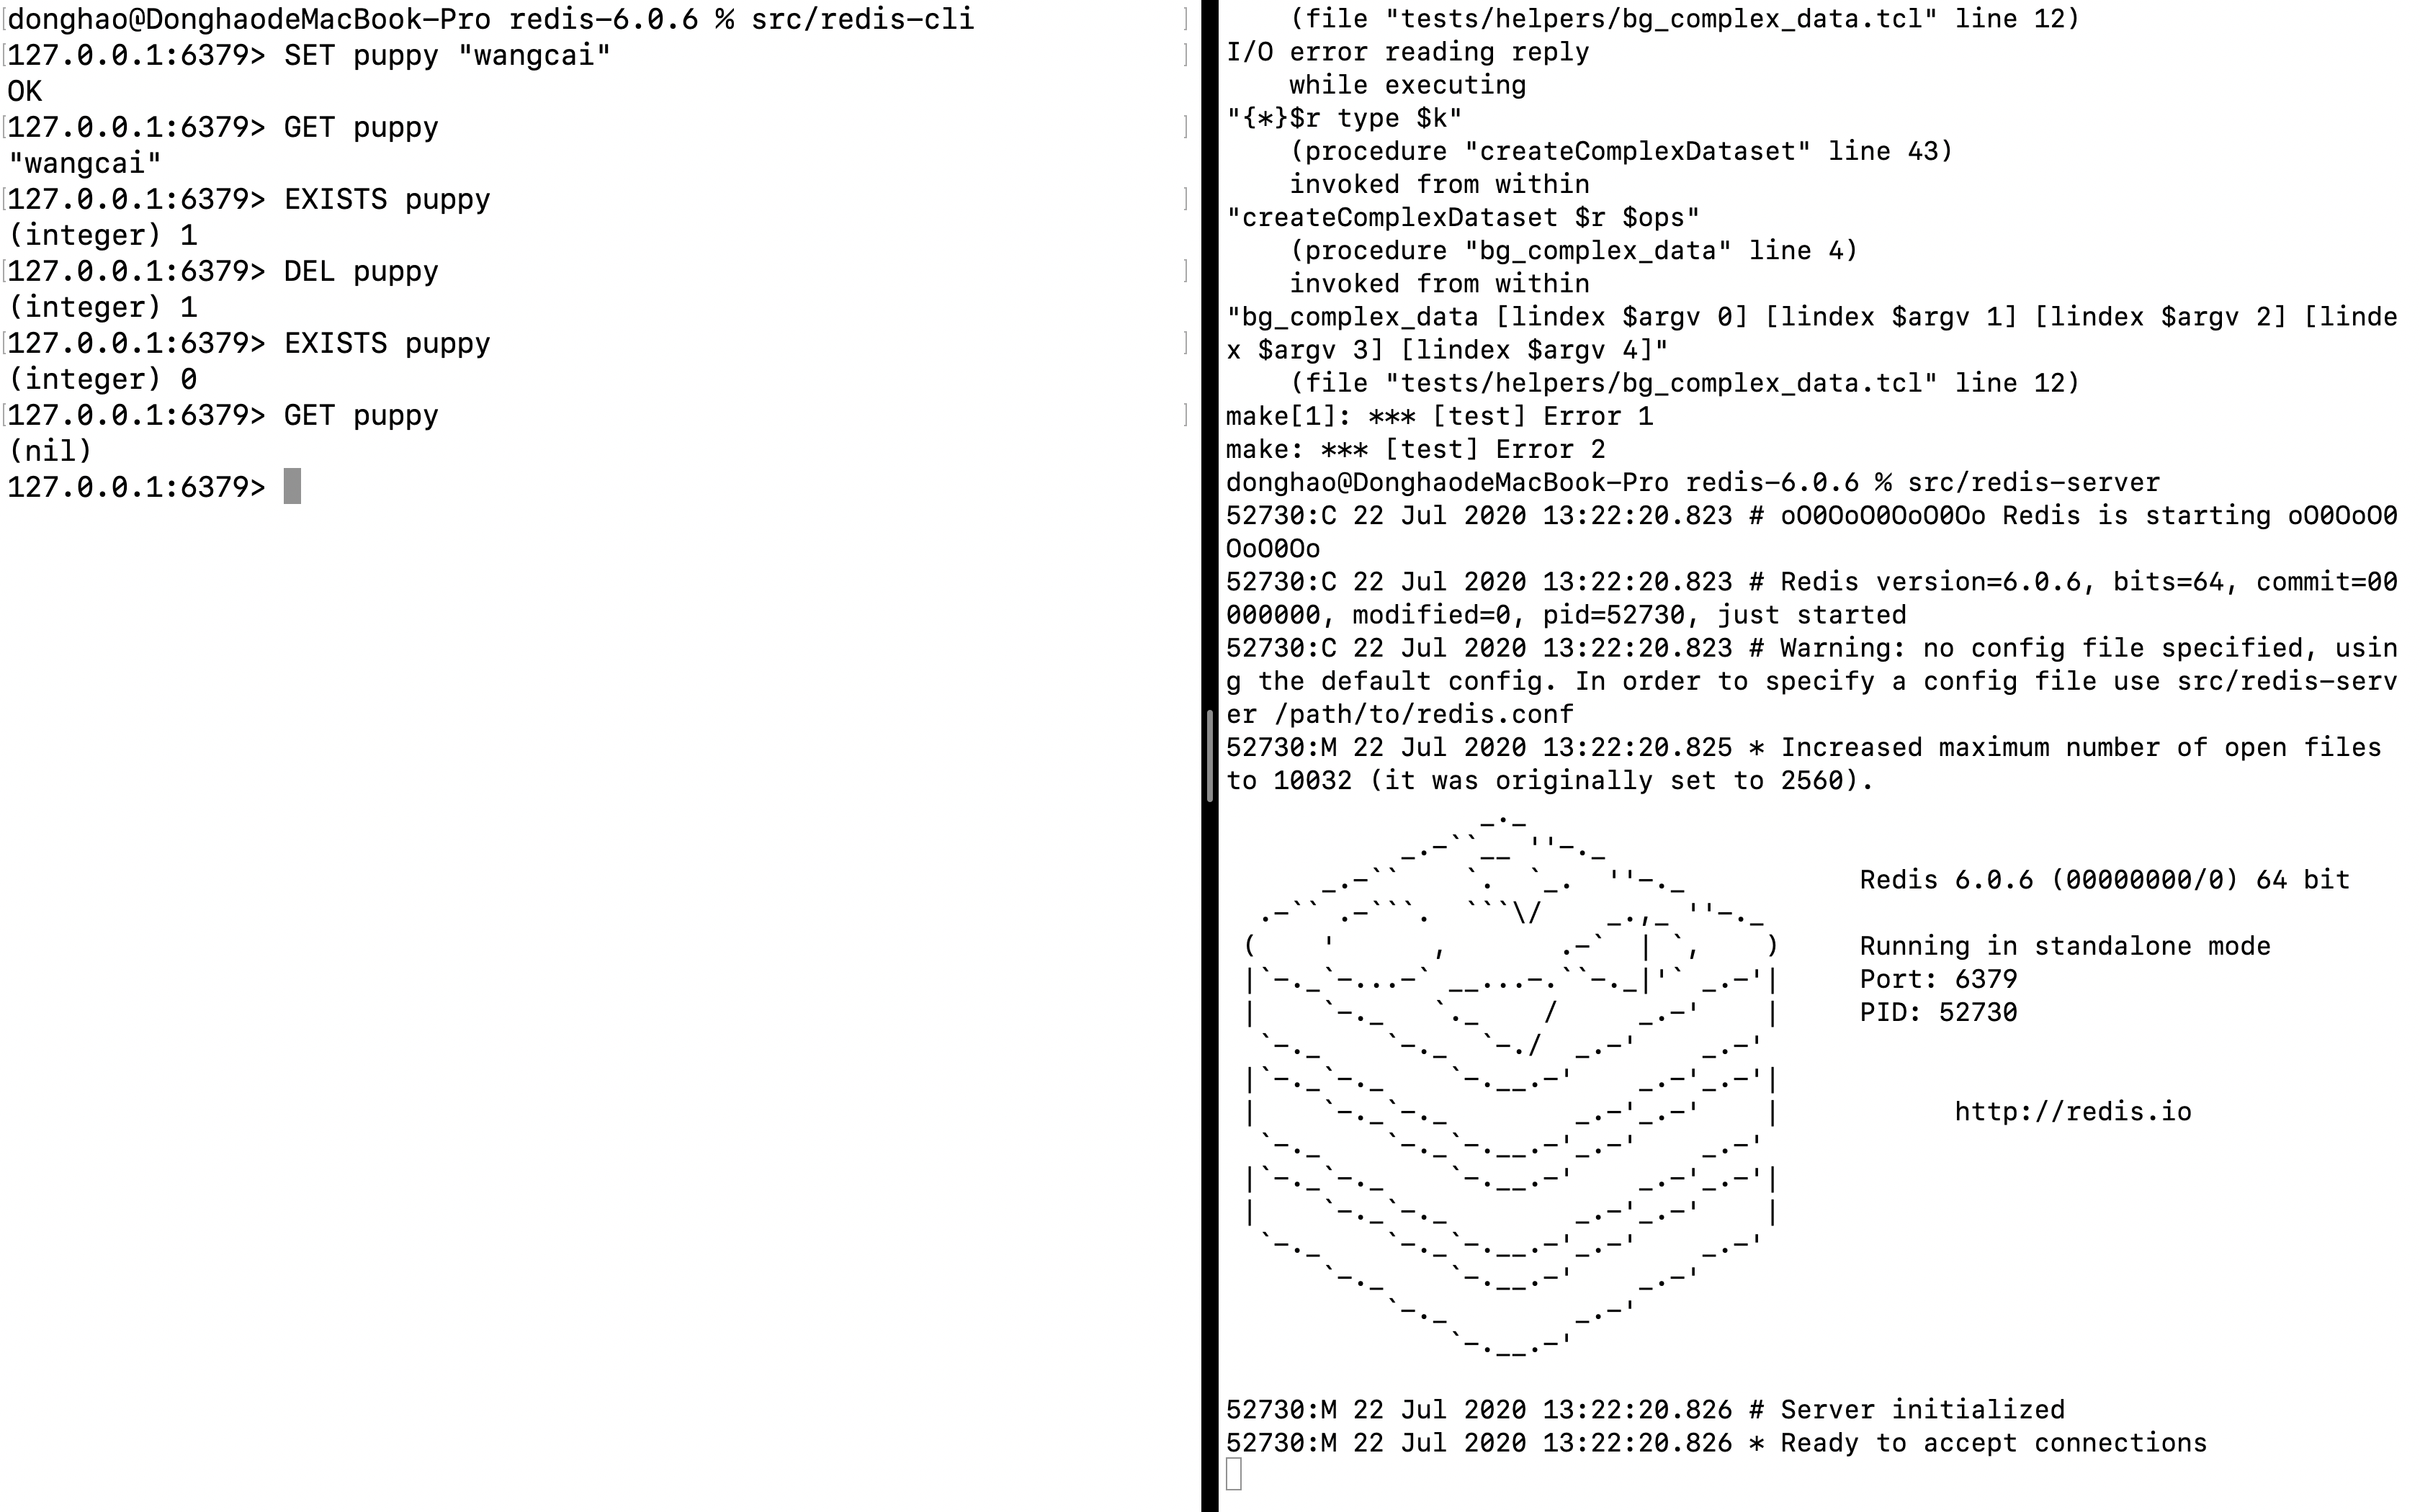 donghao@DonghaodeMacBook-Pro redis-6.0.6 % src/redis-cli
127.0.0.1:6379> SET puppy "wangcai"
OK
127.0.0.1:6379> GET puppy
"wangcai"
127.0.0.1:6379> EXISTS puppy
(integer) 1
127.0.0.1:6379> DEL puppy
(integer) 1
127.0.0.1:6379> EXISTS puppy
(integer) 0
127.0.0.1:6379> GET puppy
(nil)
127.0.0.1:6379>
(file "tests/helpers/bg_complex_data.tcl" line 12)
I/O error reading reply
while executing
"{*}$r type $k"
(procedure "createComplexDataset" line 43)
invoked from within
"createComplexDataset $r $ops"
(procedure "bg_complex_data" line 4)
invoked from within
"bg_complex_data [lindex $argv 0] [lindex $argv 1] [lindex $argv 2] [linde
x $argv 3] [lindex $argv 4]"
(file "tests/helpers/bg_complex_data.tcl" line 12)
make[1]: *** [test] Error 1
make: *** [test] Error 2
donghao@DonghaodeMacBook-Pro redis-6.0.6 % src/redis-server
52730:C 22 Jul 2020 13:22:20.823 # oO0OoO0OoO0Oo Redis is starting oO0OoO0
OoO0Oo
52730:C 22 Jul 2020 13:22:20.823 # Redis version=6.0.6, bits=64, commit=00
000000, modified=0, pid=52730, just started
52730:C 22 Jul 2020 13:22:20.823 # Warning: no config file specified, usin
g the default config. In order to specify a config file use src/redis-serv
er /path/to/redis.conf
52730:M 22 Jul 2020 13:22:20.825 * Increased maximum number of open files
to 10032 (it was originally set to 2560).
Redis 6.0.6 (00000000/0) 64 bit
Running in standalone mode
Port: 6379
PID: 52730
http://redis.io
52730:M 22 Jul 2020 13:22:20.826 # Server initialized
52730:M 22 Jul 2020 13:22:20.826 * Ready to accept connections